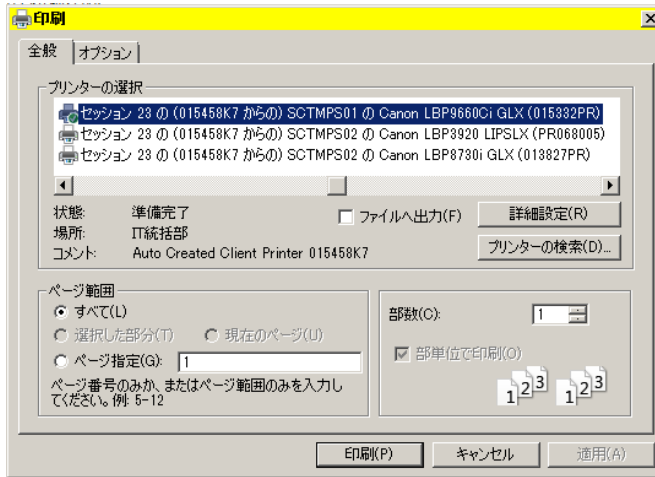 印刷
全般 オプション
プリンターの選択
セッション 23 の (015458K7 からの) SCTMPS01 の Canon LBP9660Ci GLX (015332PR)
セッション 23 の (015458K7 からの) SCTMPS02 の Canon LBP3920 LIPSLX (PR068005)
セッション 23 の (015458K7 からの) SCTMPS02 の Canon LBP8730i GLX (013827PR)
状態: 準備完了
場所: IT統括部
コメント: Auto Created Client Printer 015458K7
ファイルへ出力(F)
詳細設定(R)
プリンターの検索(D)...
ページ範囲
すべて(L)
選択した部分(T) 現在のページ(U)
ページ指定(G): 1
ページ番号のみか、またはページ範囲のみを入力し
てください。例: 5-12
部数(C): 1
部単位で印刷(O)
1 2 3 1 2 3
印刷(P) キャンセル 適用(A)